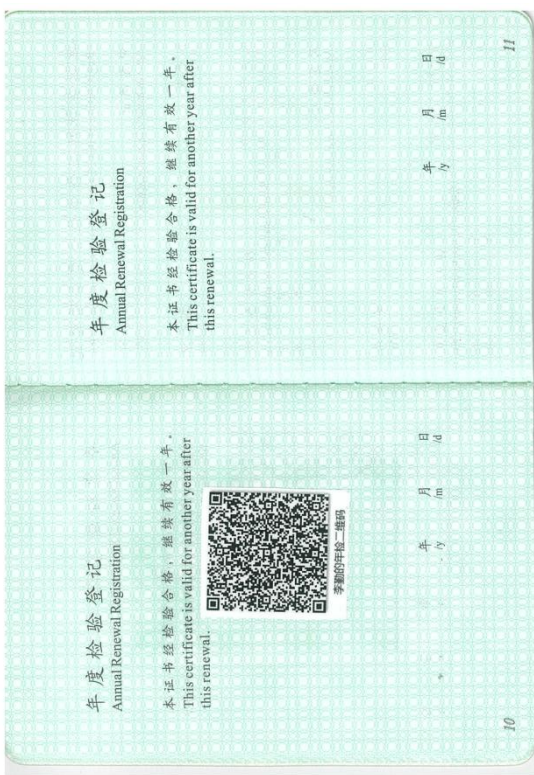 年度检验登记
Annual Renewal Registration
本证书经检验合格，继续有效一年。
This certificate is valid for another year after
this renewal.
李勤的年检二维码
年 月 日
/y /m /d
10
年度检验登记
Annual Renewal Registration
本证书经检验合格，继续有效一年。
This certificate is valid for another year after
this renewal.
年 月 日
/y /m /d
11